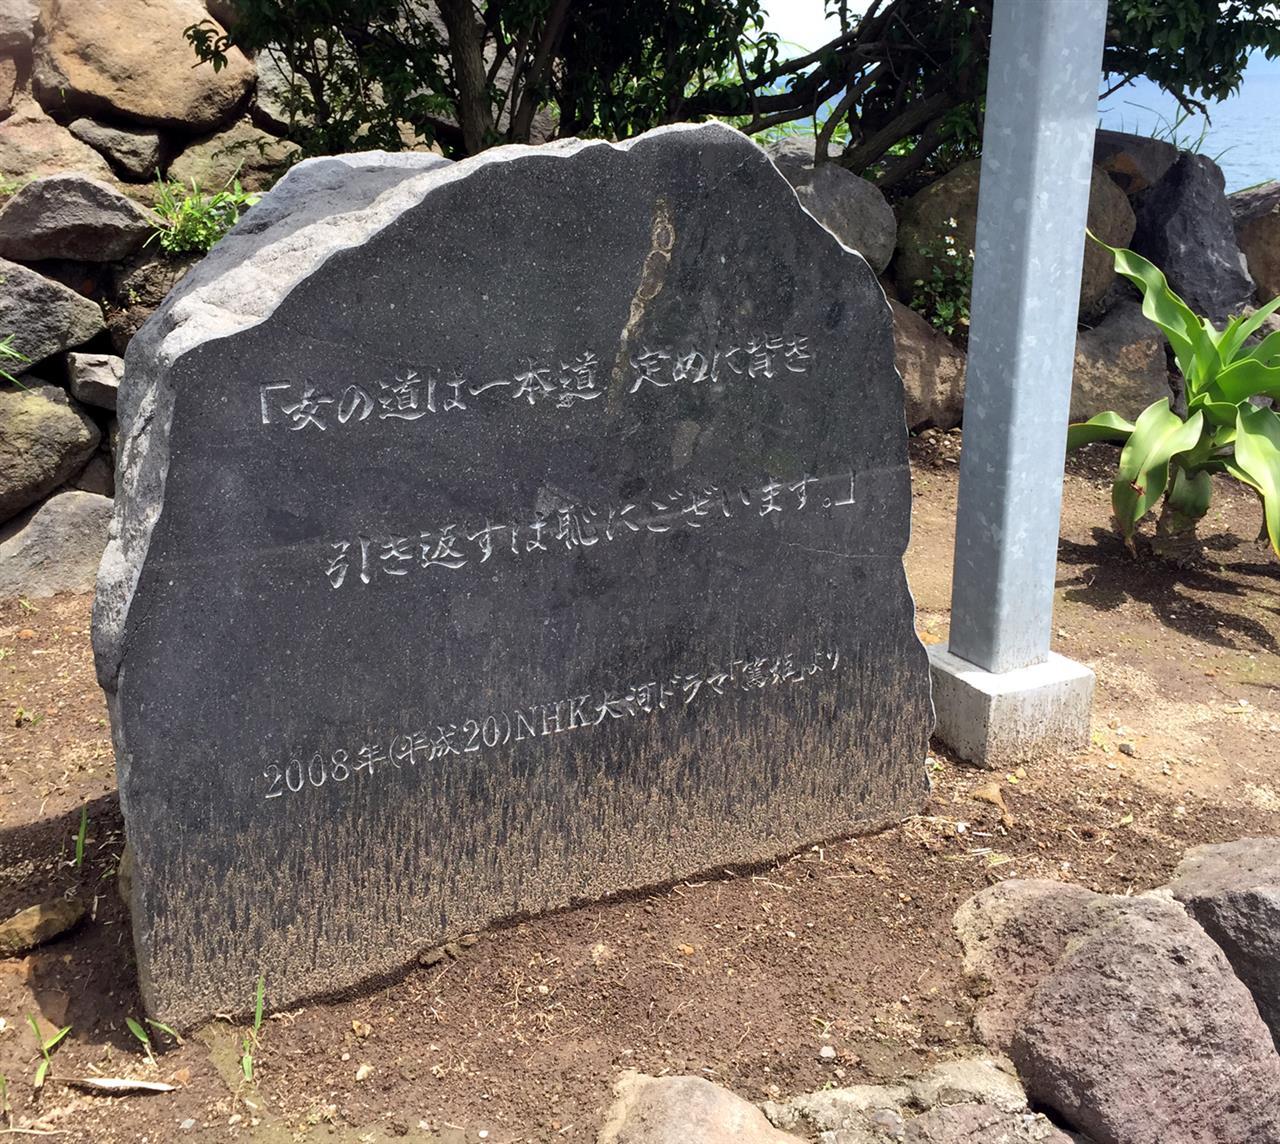 「女の道は一本道 定めに背き
引き返すは恥にございます。」
2008年(平成20)NHK大河ドラマ「篤姫」より